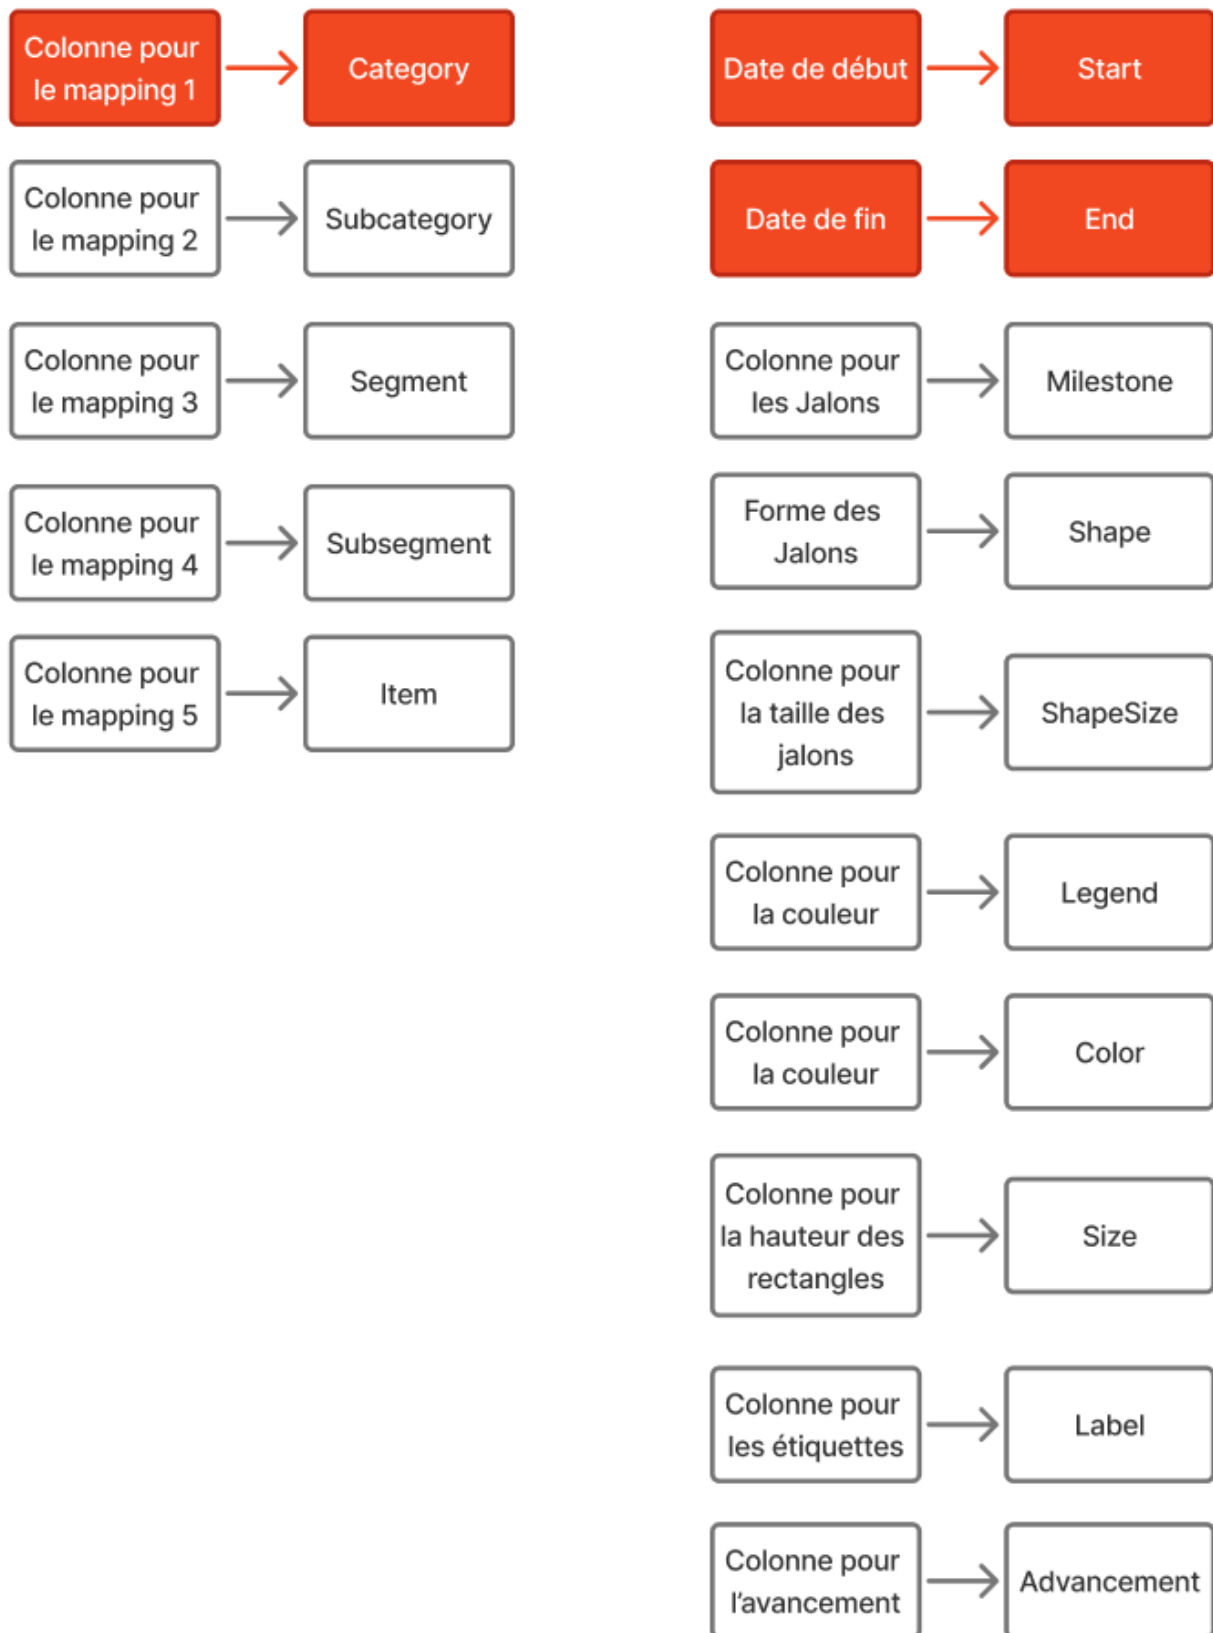 Colonne pour
le mapping 1
Category
Colonne pour
le mapping 2
Subcategory
Colonne pour
le mapping 3
Segment
Colonne pour
le mapping 4
Subsegment
Colonne pour
le mapping 5
Item
Date de début
Start
Date de fin
End
Colonne pour
les Jalons
Milestone
Forme des
Jalons
Shape
Colonne pour
la taille des
jalons
ShapeSize
Colonne pour
la couleur
Legend
Colonne pour
la couleur
Color
Colonne pour
la hauteur des
rectangles
Size
Colonne pour
les étiquettes
Label
Colonne pour
l’avancement
Advancement